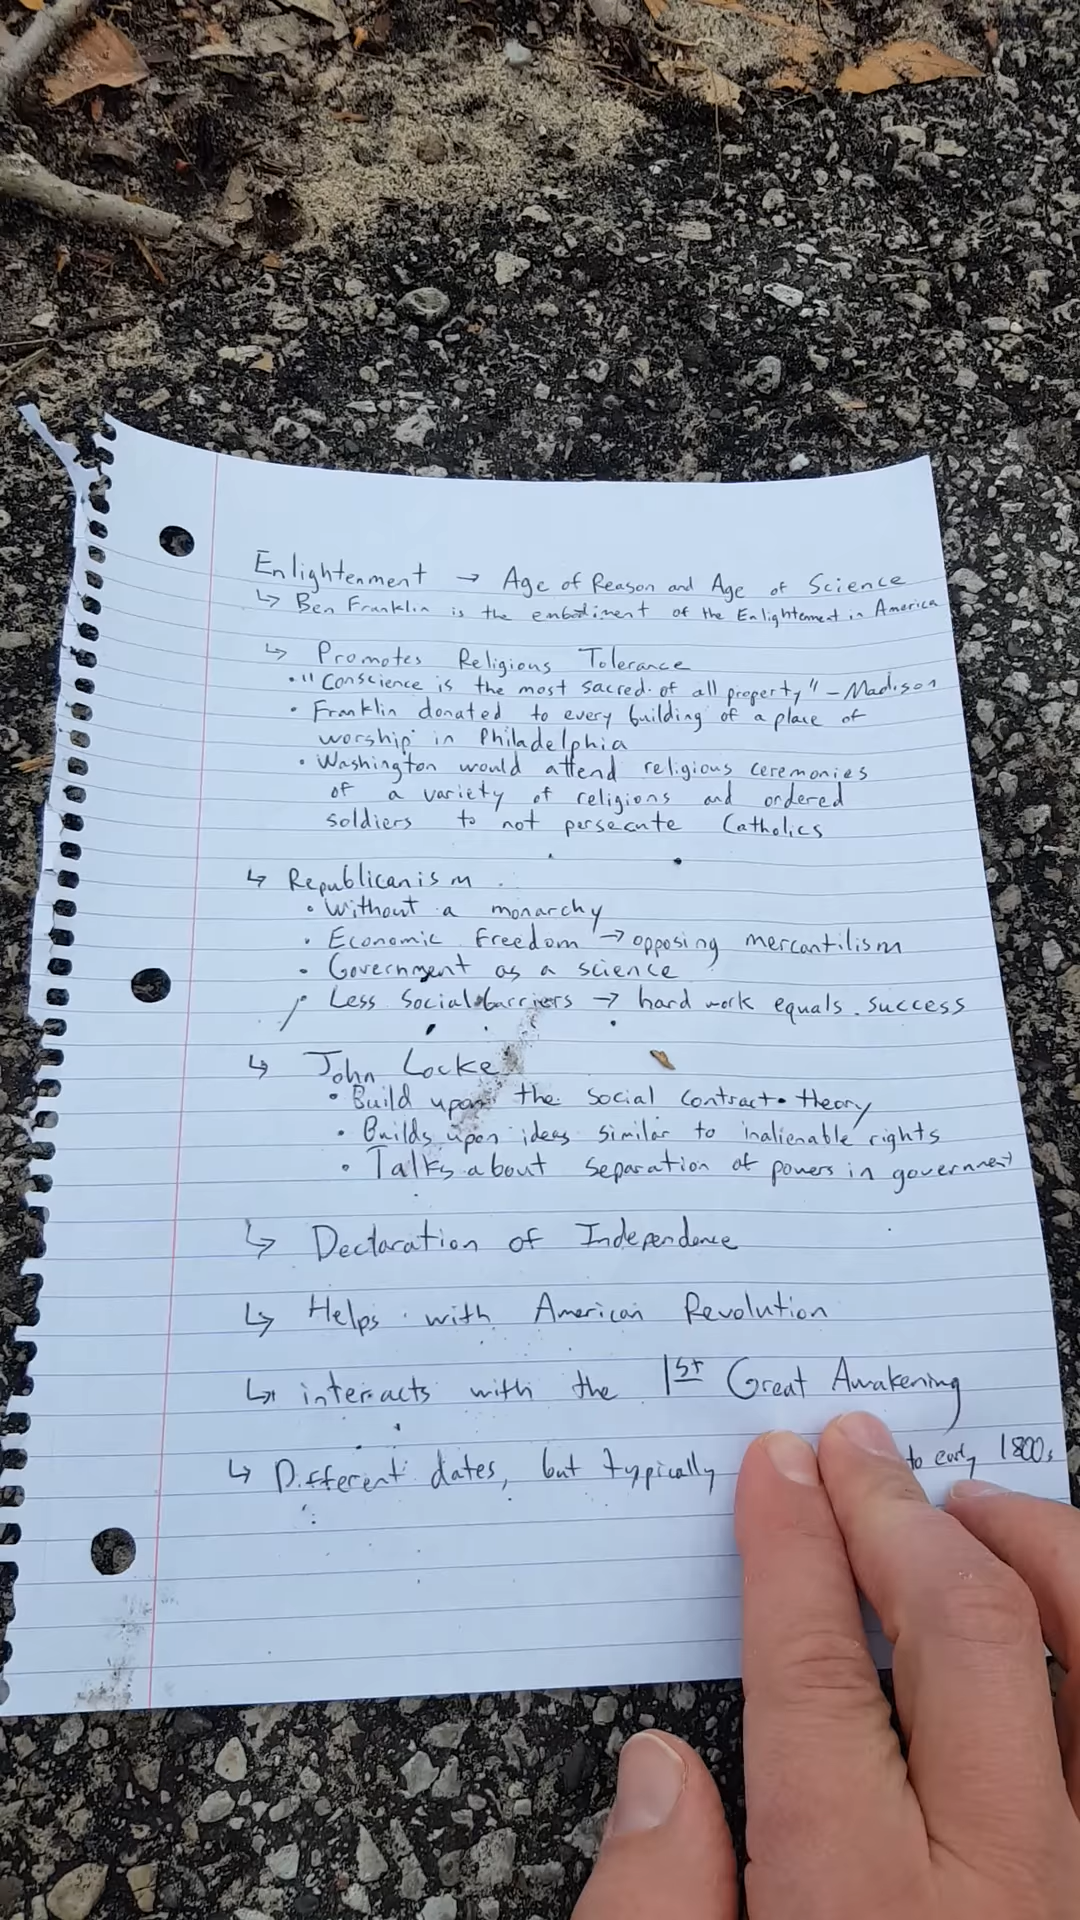 Enlightenment → Age of Reason and Age of Science
↳ Ben Franklin is the embodiment of the Enlightenment in America
↳ Promotes Religious Tolerance
• "Conscience is the most sacred of all property" - Madison
• Franklin donated to every building of a place of
worship in Philadelphia
• Washington would attend religious ceremonies
of a variety of religions and ordered
soldiers to not persecute Catholics
↳ Republicanism
• Without a monarchy
• Economic Freedom → opposing mercantilism
• Government as a science
• Less Social barriers → hard work equals success
↳ John Locke
• Build upon the social contract theory
• Builds upon ideas similar to inalienable rights
• Talks about separation of powers in government
↳ Declaration of Independence
↳ Helps with American Revolution
↳ interacts with the 1st Great Awakening
↳ Different dates, but typically to early 1800s